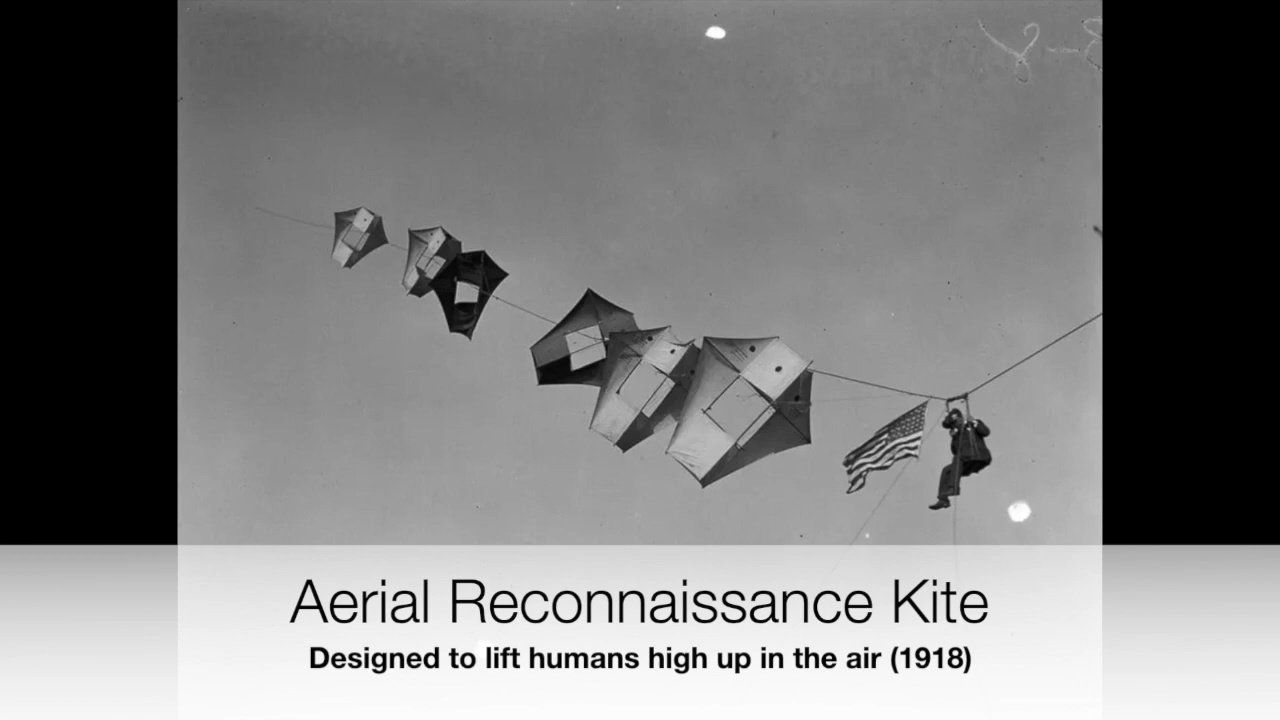 Aerial Reconnaissance Kite
Designed to lift humans high up in the air (1918)